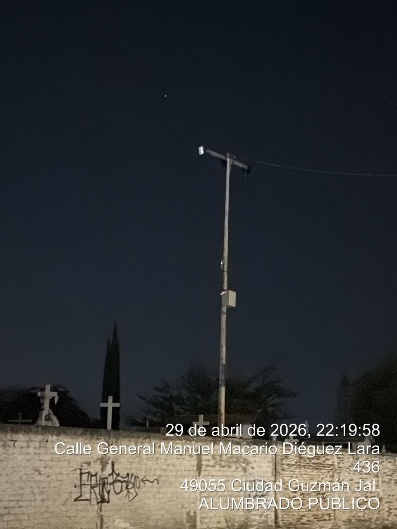 29 de abril de 2026, 22:19:58
Calle General Manuel Macario Diéguez Lara
436
49055 Ciudad Guzmán Jal.
ALUMBRADO PÚBLICO